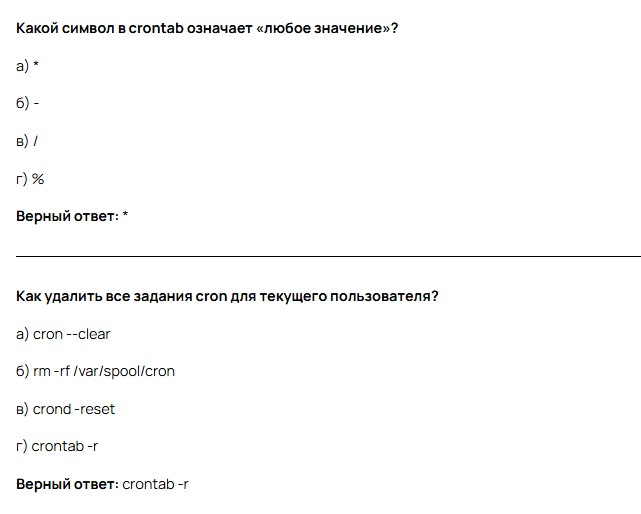 Какой символ в crontab означает «любое значение»?
а) *
б) -
в) /
г) %
Верный ответ: *
Как удалить все задания cron для текущего пользователя?
а) cron --clear
б) rm -rf /var/spool/cron
в) crond -reset
г) crontab -r
Верный ответ: crontab -r